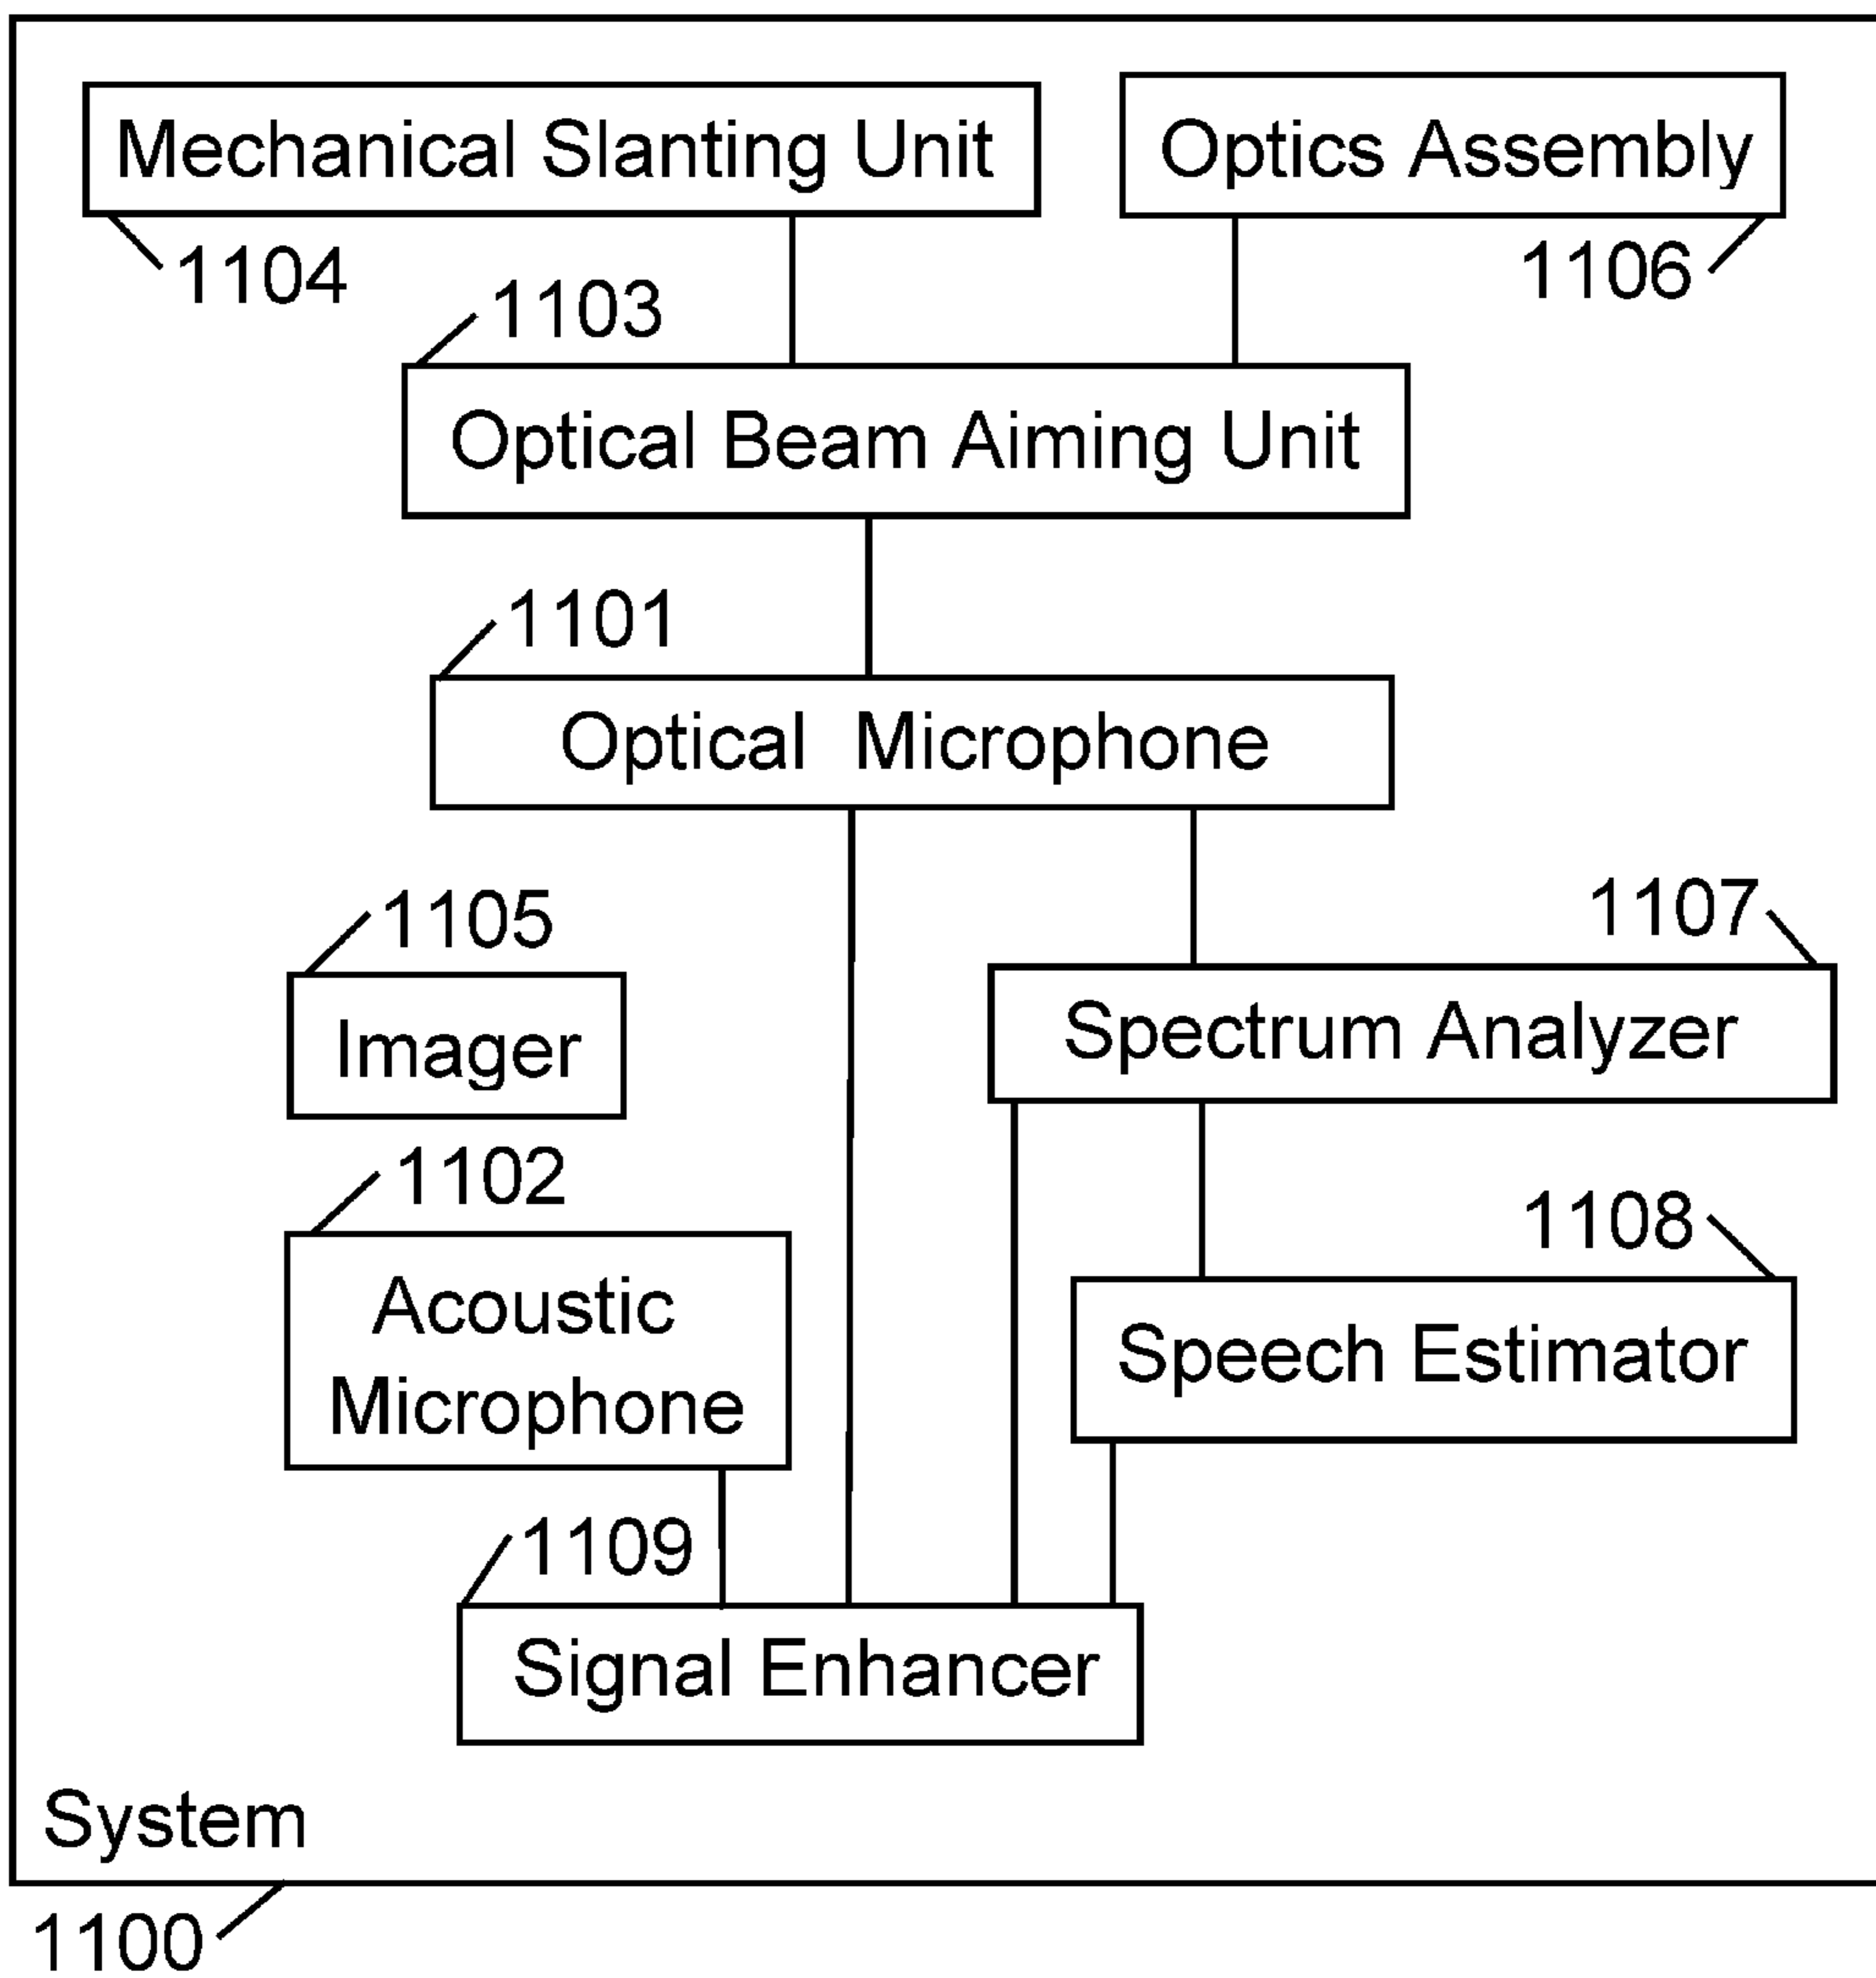 Mechanical Slanting Unit
Optics Assembly
1104
1106
1103
Optical Beam Aiming Unit
1101
Optical Microphone
1105
1107
Imager
Spectrum Analyzer
1102
1108
Acoustic
Microphone
Speech Estimator
1109
Signal Enhancer
System
1100